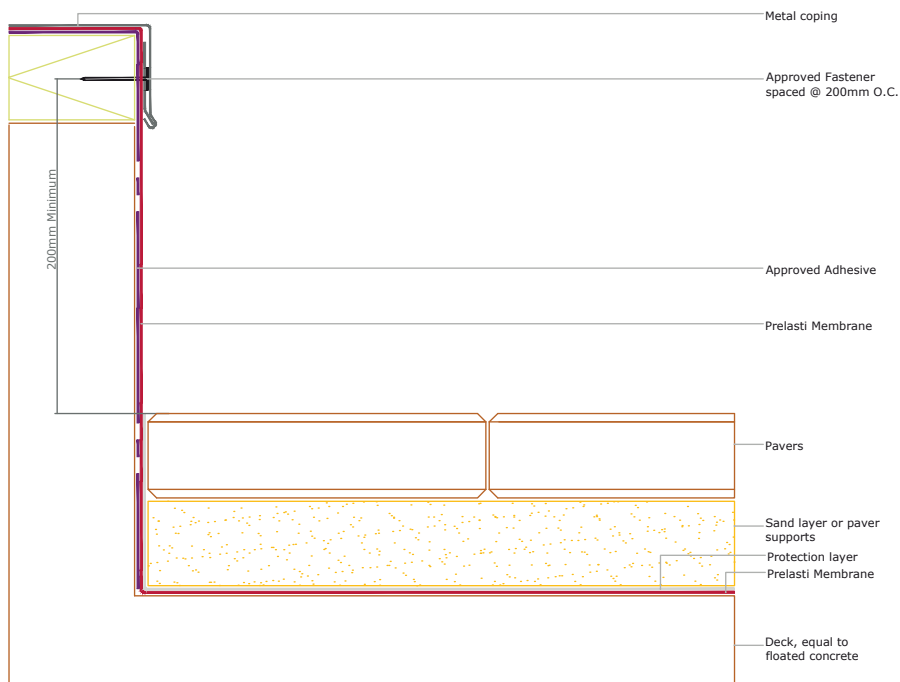 Metal coping
Approved Fastener
spaced @ 200mm O.C.
200mm Minimum
Approved Adhesive
Prelasti Membrane
Pavers
Sand layer or paver
supports
Protection layer
Prelasti Membrane
Deck, equal to
floated concrete